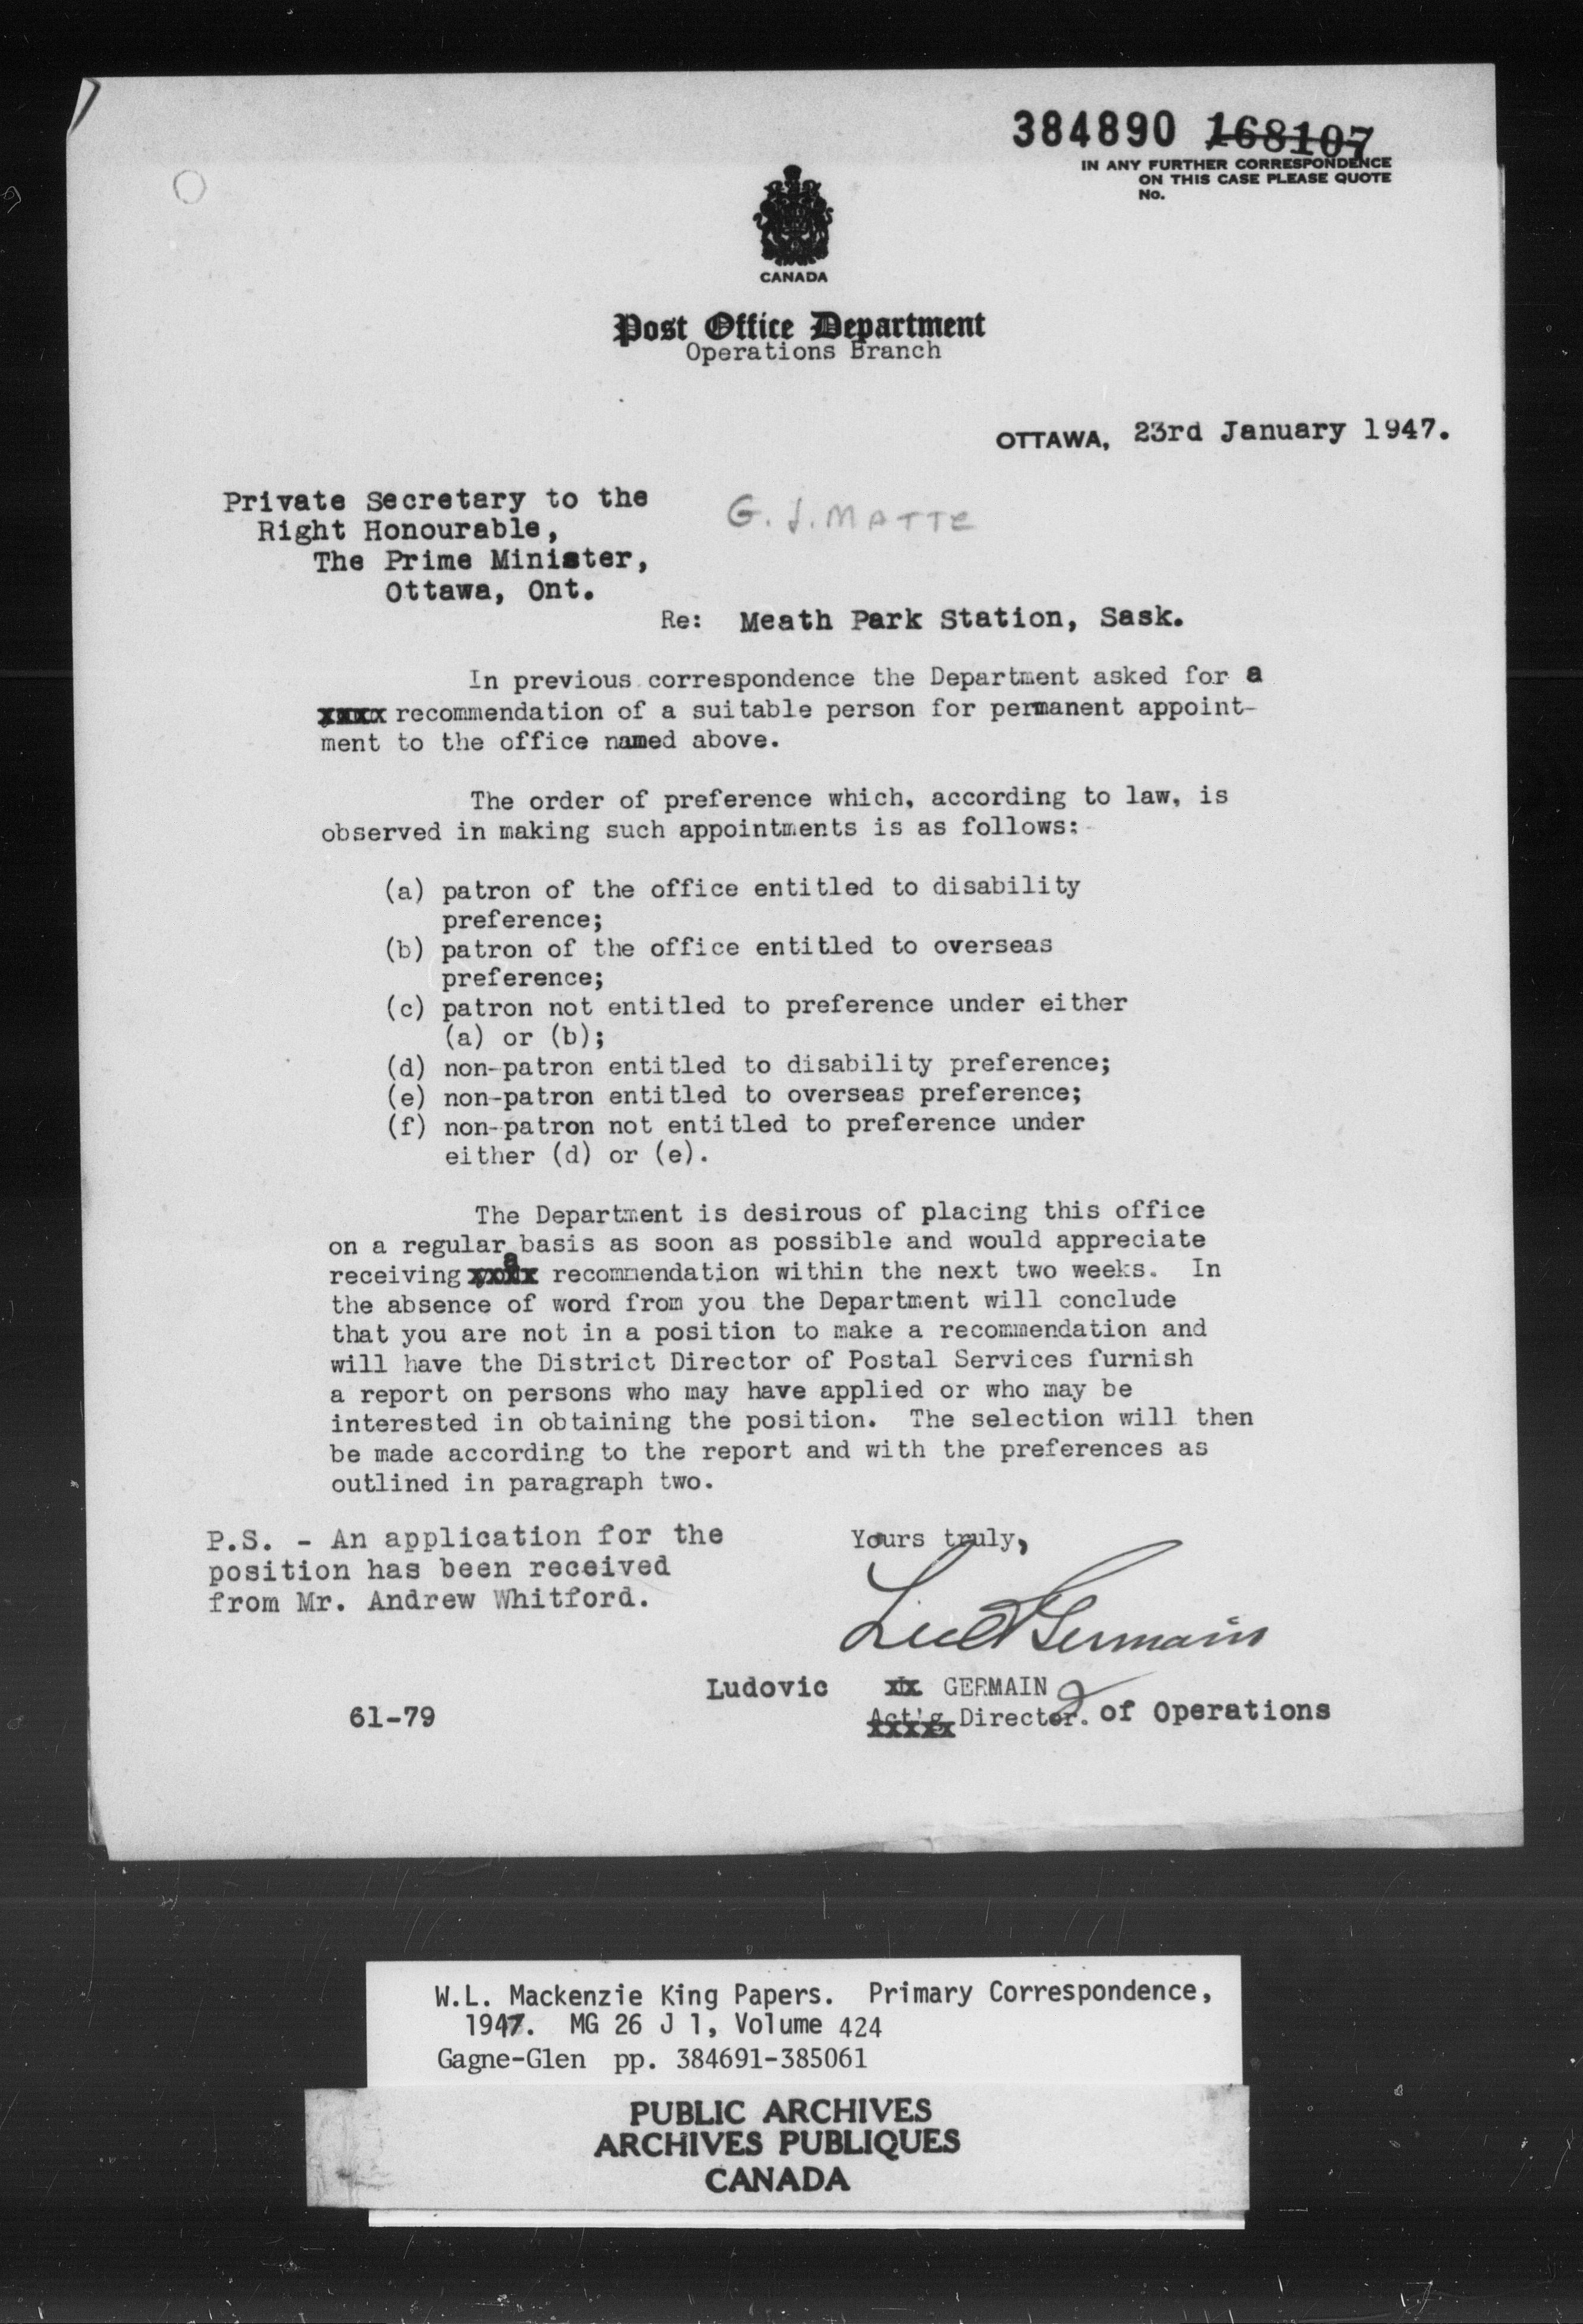 384890 168107
IN ANY FURTHER CORRESPONDENCE
ON THIS CASE PLEASE QUOTE
No.
CANADA
Post Office Department
Operations Branch
OTTAWA, 23rd January 1947.
Private Secretary to the
Right Honourable,
The Prime Minister,
Ottawa, Ont.
G. J. MATTE
Re: Meath Park Station, Sask.
In previous correspondence the Department asked for a
xxxx recommendation of a suitable person for permanent appoint-
ment to the office named above.
The order of preference which, according to law, is
observed in making such appointments is as follows:-
(a) patron of the office entitled to disability
preference;
(b) patron of the office entitled to overseas
preference;
(c) patron not entitled to preference under either
(a) or (b);
(d) non-patron entitled to disability preference;
(e) non-patron entitled to overseas preference;
(f) non-patron not entitled to preference under
either (d) or (e).
The Department is desirous of placing this office
on a regular basis as soon as possible and would appreciate
receiving xxxx a recommendation within the next two weeks. In
the absence of word from you the Department will conclude
that you are not in a position to make a recommendation and
will have the District Director of Postal Services furnish
a report on persons who may have applied or who may be
interested in obtaining the position. The selection will then
be made according to the report and with the preferences as
outlined in paragraph two.
P.S. - An application for the
position has been received
from Mr. Andrew Whitford.
Yours truly,
Lud Germain
Ludovic xx GERMAIN
Act'g Director. of Operations
61-79
W.L. Mackenzie King Papers. Primary Correspondence,
1947. MG 26 J 1, Volume 424
Gagne-Glen pp. 384691-385061
PUBLIC ARCHIVES
ARCHIVES PUBLIQUES
CANADA